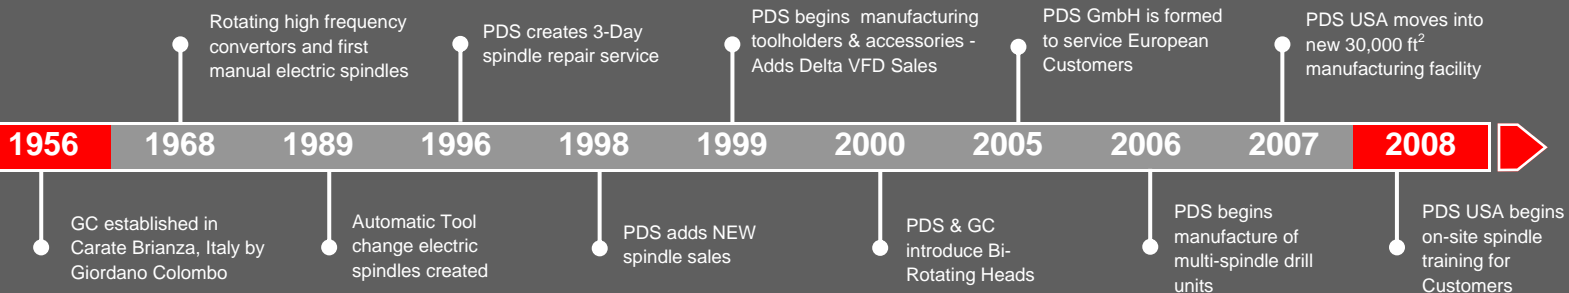 Rotating high frequency
convertors and first
manual electric spindles
PDS creates 3-Day
spindle repair service
PDS begins manufacturing
toolholders & accessories -
Adds Delta VFD Sales
PDS GmbH is formed
to service European
Customers
PDS USA moves into
new 30,000 ft²
manufacturing facility
1956 1968 1989 1996 1998 1999 2000 2005 2006 2007 2008
GC established in
Carate Brianza, Italy by
Giordano Colombo
Automatic Tool
change electric
spindles created
PDS adds NEW
spindle sales
PDS & GC
introduce Bi-
Rotating Heads
PDS begins
manufacture of
multi-spindle drill
units
PDS USA begins
on-site spindle
training for
Customers